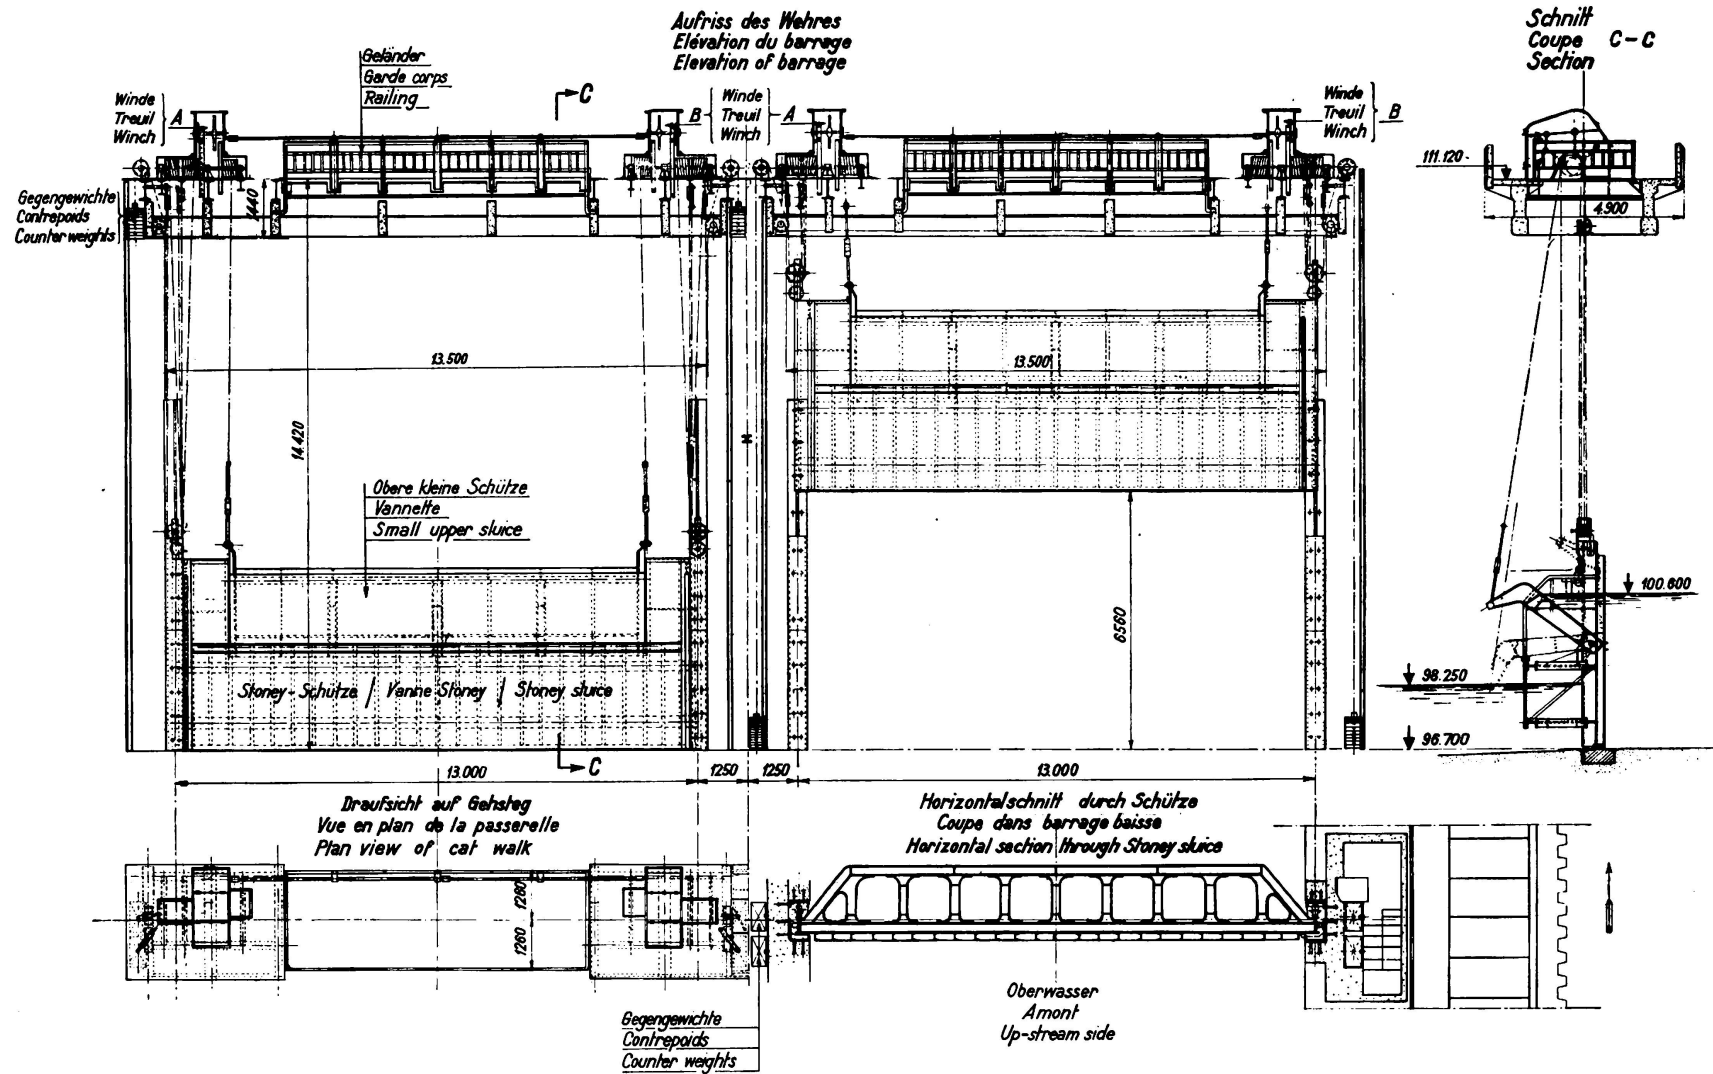 Aufriss des Wehres
Elévation du barrage
Elevation of barrage
Schnitt
Coupe C-C
Section
Geländer
Garde corps
Railing
C
Winde
Treuil
Winch
A
B
Winde
Treuil
Winch
A
Winde
Treuil
Winch
B
111.120
4.900
Gegengewichte
Contrepoids
Counter weights
1440
13.500
13.500
14.420
Obere kleine Schütze
Vannette
Small upper sluice
6560
100.600
98.250
96.700
Stoney-Schütze / Vanne Stoney / Stoney sluice
C
13.000
1250
1250
13.000
Draufsicht auf Gehsteg
Vue en plan de la passerelle
Plan view of cat walk
Horizontalschnitt durch Schütze
Coupe dans barrage baisse
Horizontal section through Stoney sluice
1280
1260
Oberwasser
Amont
Up-stream side
Gegengewichte
Contrepoids
Counter weights